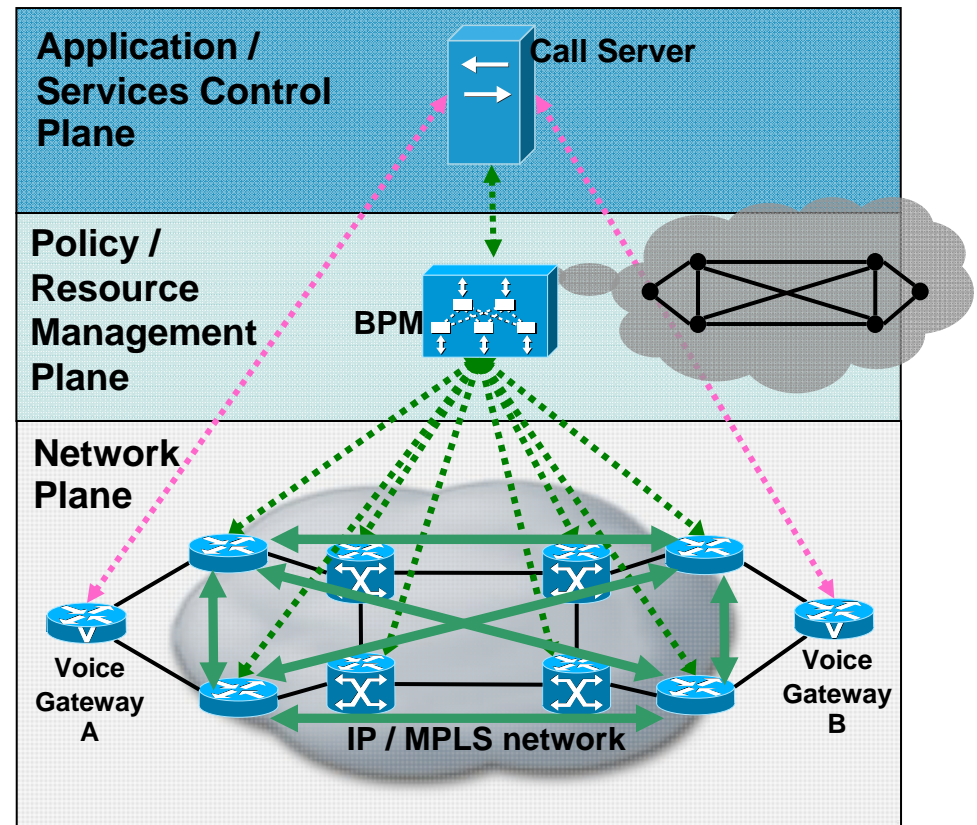 Application /
Services Control
Plane
Call Server
Policy /
Resource
Management
Plane
BPM
Network
Plane
V
Voice
Gateway
A
V
Voice
Gateway
B
IP / MPLS network